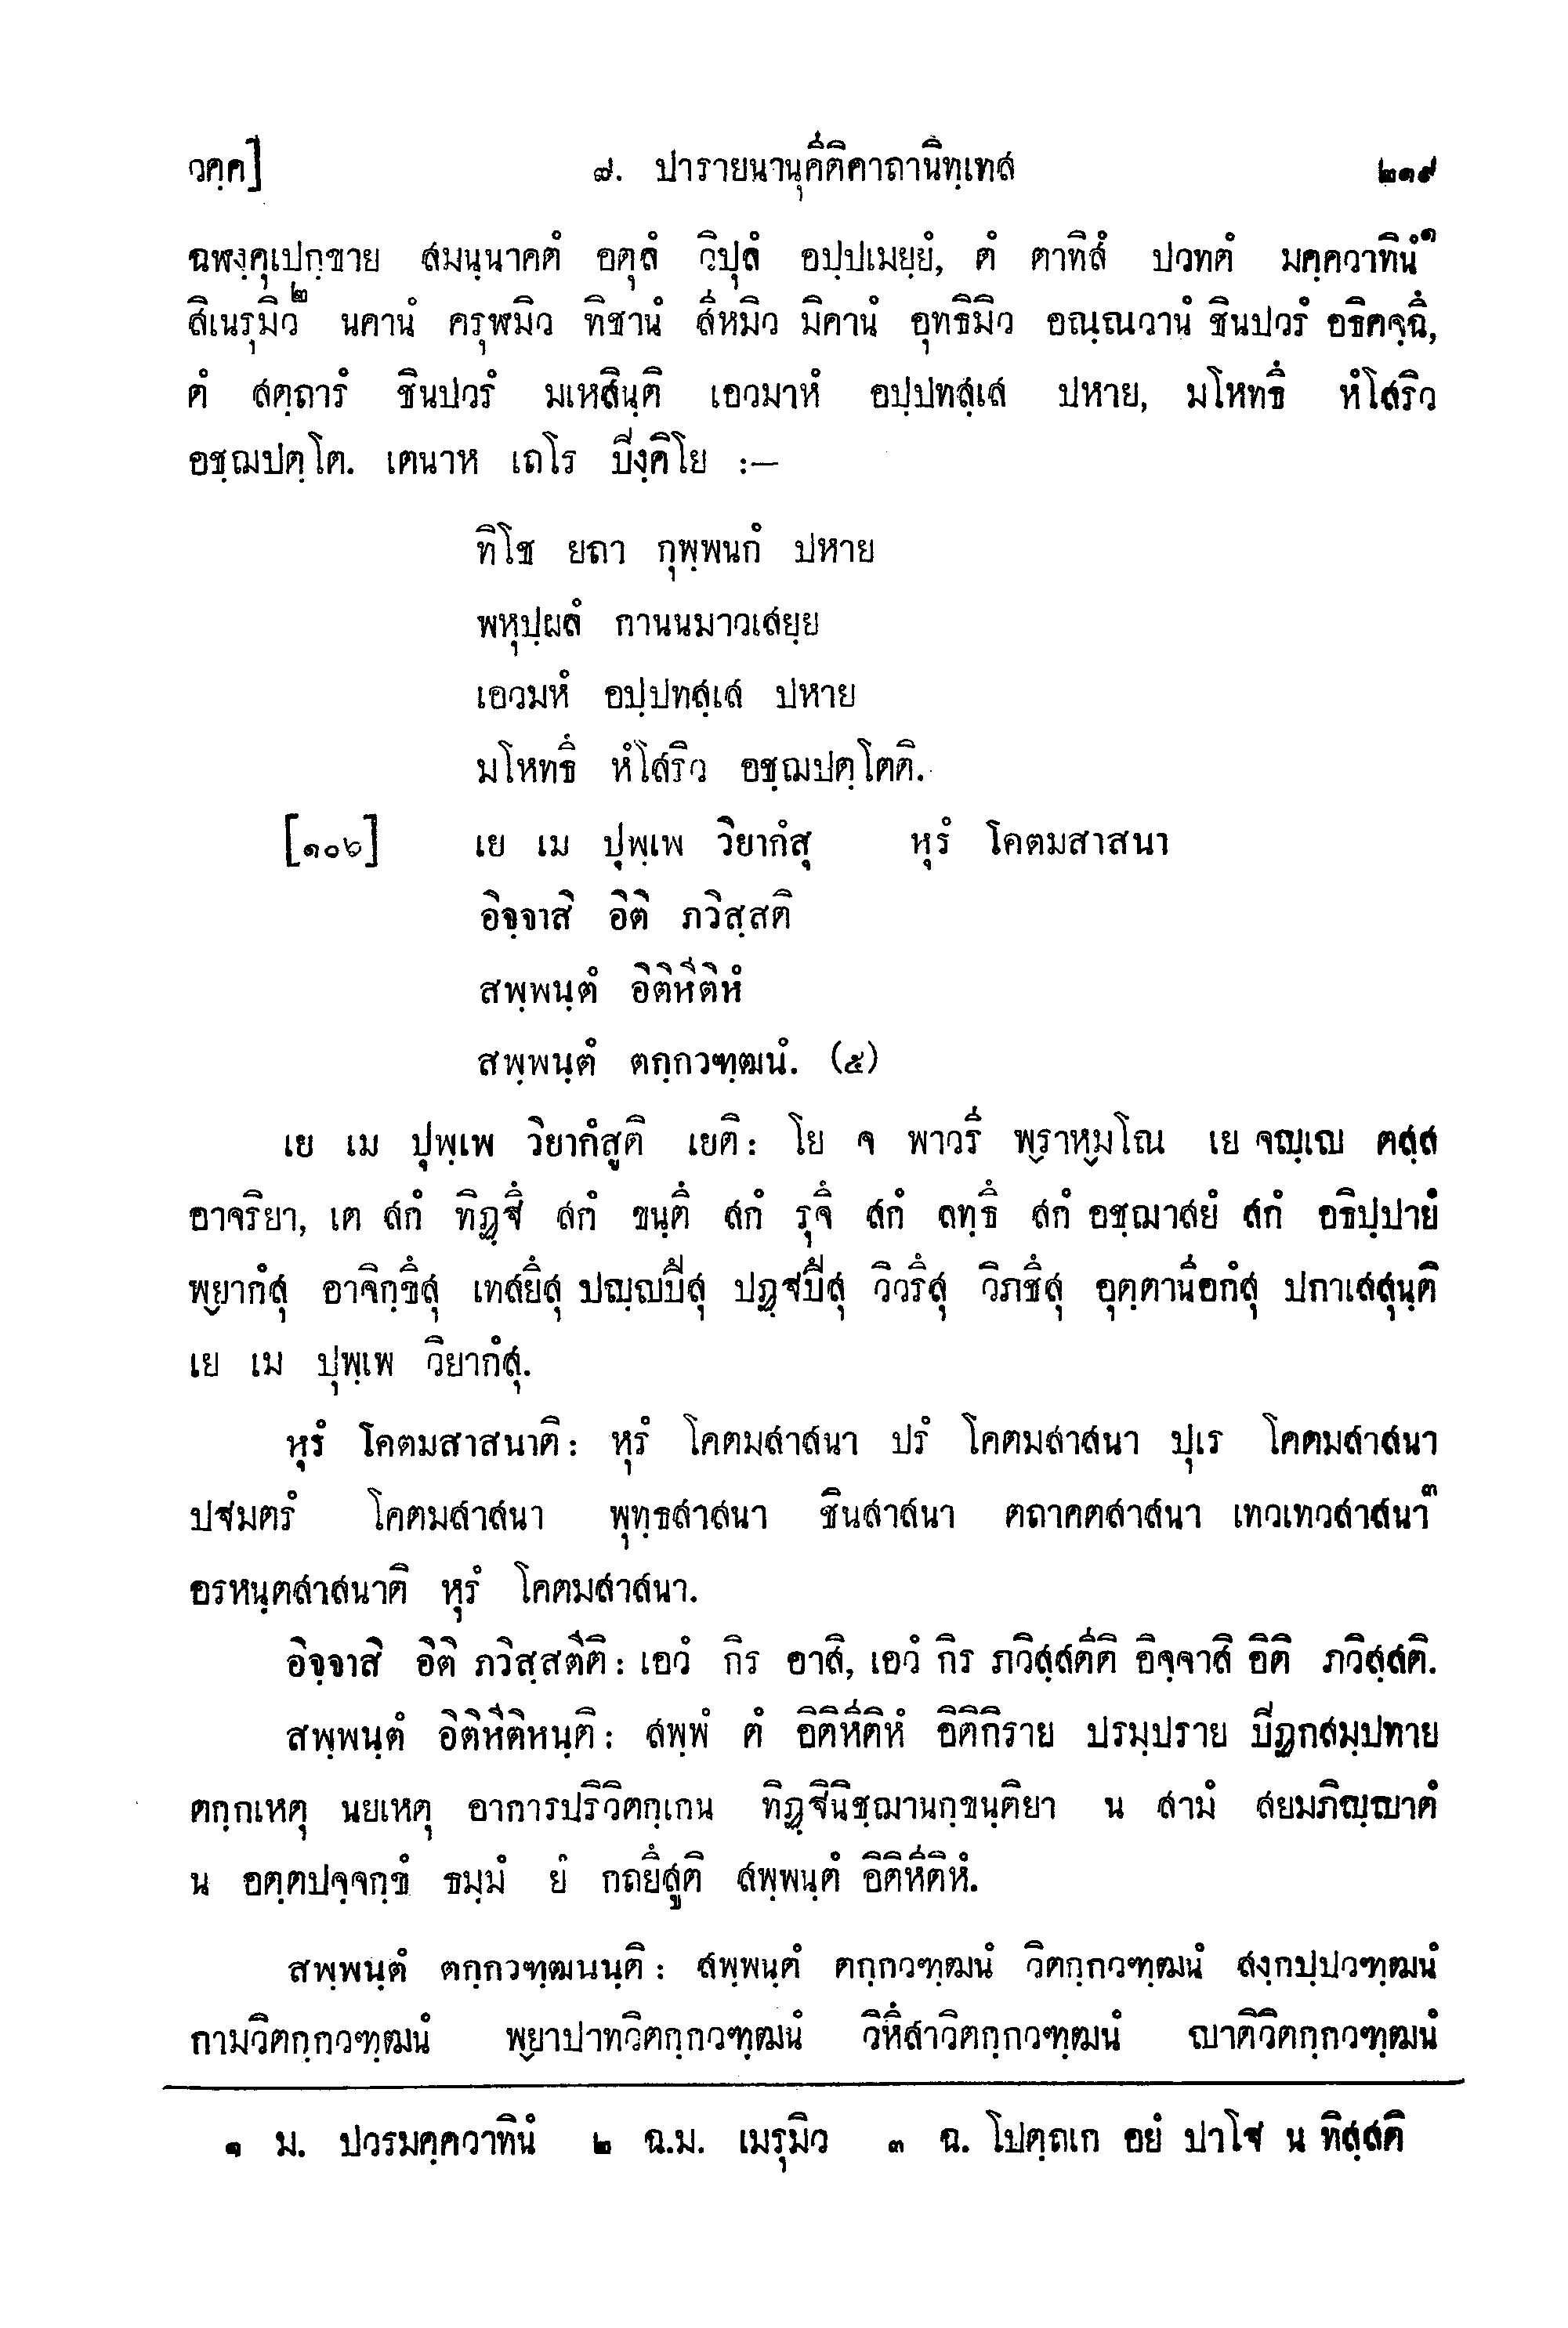 วคฺค]    ๗. ปารายนานุคีติคาถานิทฺเทส    ๒๑๙
ฉฬงฺคุเปกฺขาย สมนฺนาคตํ อตุลํ วิปุลํ อปฺปเมยฺยํ, ตํ ตาทิสํ ปวทตํ มคฺควาทินํ๑
สิเนรุมิว๒ นคานํ ครุฬมิว ทิชานํ สีหมิว มิคานํ อุทธิมิว อณฺณวานํ ชินปวรํ อธิคจฺฉึ,
ตํ สตฺถารํ ชินปวรํ มเหสินฺติ เอวมาหํ อปฺปทสฺเส ปหาย, มโหทธึ หํโสริว
อชฺฌปตฺโต. เตนาห เถโร ปิงฺคิโย :—
ทิโช ยถา กุพฺพนกํ ปหาย
พหุปฺผลํ กานนมาวเสยฺย
เอวมหํ อปฺปทสฺเส ปหาย
มโหทธึ หํโสริว อชฺฌปตฺโตติ.
[๑๐๖]    เย เม ปุพฺเพ วิยากํสุ    หุรํ โคตมสาสนา
อิจฺจาสิ อิติ ภวิสฺสติ
สพฺพนฺตํ อิติหีติหํ
สพฺพนฺตํ ตกฺกวฑฺฒนํ. (๕)
เย เม ปุพฺเพ วิยากํสูติ เยติ: โย จ พาวรี พฺราหฺมโณ เย จญฺเญ ตสฺส
อาจริยา, เต สกํ ทิฏฺฐึ สกํ ขนฺตึ สกํ รุจึ สกํ ลทฺธึ สกํ อชฺฌาสยํ สกํ อธิปฺปายํ
พฺยากํสุ อาจิกฺขึสุ เทสยึสุ ปญฺญปึสุ ปฏฺฐปึสุ วิวรึสุ วิภชึสุ อุตฺตานีอกํสุ ปกาเสสุนฺติ
เย เม ปุพฺเพ วิยากํสุ.
หุรํ โคตมสาสนาติ: หุรํ โคตมสาสนา ปรํ โคตมสาสนา ปุเร โคตมสาสนา
ปฐมตรํ โคตมสาสนา พุทฺธสาสนา ชินสาสนา ตถาคตสาสนา เทวเทวสาสนา๓
อรหนฺตสาสนาติ หุรํ โคตมสาสนา.
อิจฺจาสิ อิติ ภวิสฺสตีติ: เอวํ กิร อาสิ, เอวํ กิร ภวิสฺสตีติ อิจฺจาสิ อิติ ภวิสฺสติ.
สพฺพนฺตํ อิติหีติหนฺติ: สพฺพํ ตํ อิติหีติหํ อิติกิราย ปรมฺปราย ปิฏกสมฺปทาย
ตกฺกเหตุ นยเหตุ อาการปริวิตกฺเกน ทิฏฺฐินิชฺฌานกฺขนฺติยา น สามํ สยมภิญฺญาตํ
น อตฺตปจฺจกฺขํ ธมฺมํ ยํ กถยึสูติ สพฺพนฺตํ อิติหีติหํ.
สพฺพนฺตํ ตกฺกวฑฺฒนนฺติ: สพฺพนฺตํ ตกฺกวฑฺฒนํ วิตกฺกวฑฺฒนํ สงฺกปฺปวฑฺฒนํ
กามวิตกฺกวฑฺฒนํ พฺยาปาทวิตกฺกวฑฺฒนํ วิหึสาวิตกฺกวฑฺฒนํ ญาติวิตกฺกวฑฺฒนํ
๑ ม. ปวรมคฺควาทินํ  ๒ ฉ.ม. เมรุมิว  ๓ ฉ. โปตฺถเก อยํ ปาโฐ น ทิสฺสติ